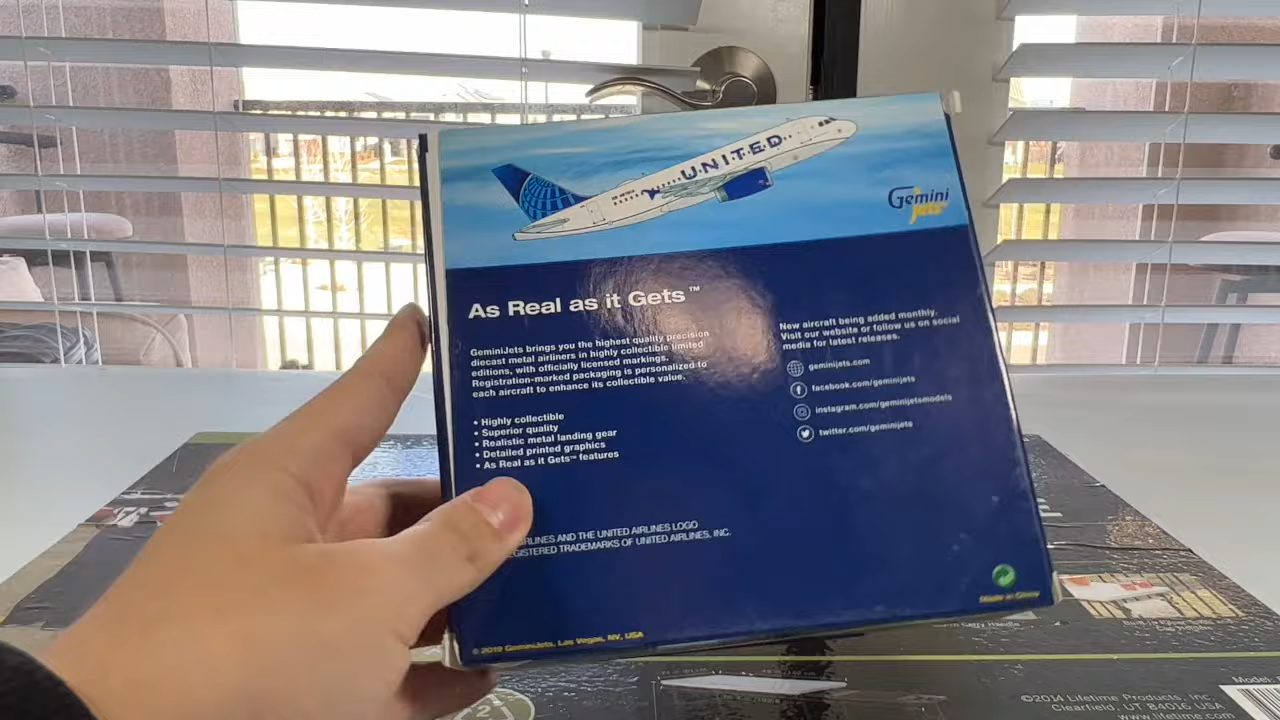 UNITED
Gemini
Jets
As Real as it Gets™
GeminiJets brings you the highest quality precision
diecast metal airliners in highly collectible limited
editions, with officially licensed markings.
Registration-marked packaging is personalized to
each aircraft to enhance its collectible value.
• Highly collectible
• Superior quality
• Realistic metal landing gear
• Detailed printed graphics
• As Real as it Gets™ features
New aircraft being added monthly.
Visit our website or follow us on social
media for latest releases.
geminijets.com
facebook.com/geminijets
instagram.com/geminijetsmodels
twitter.com/geminijets
AND THE UNITED AIRLINES LOGO
TRADEMARKS OF UNITED AIRLINES, INC.
Made in China
© 2019 GeminiJets. Las Vegas, NV, USA
Handle
©2014 Lifetime Products, Inc.
Clearfield, UT 84016 USA
Model: